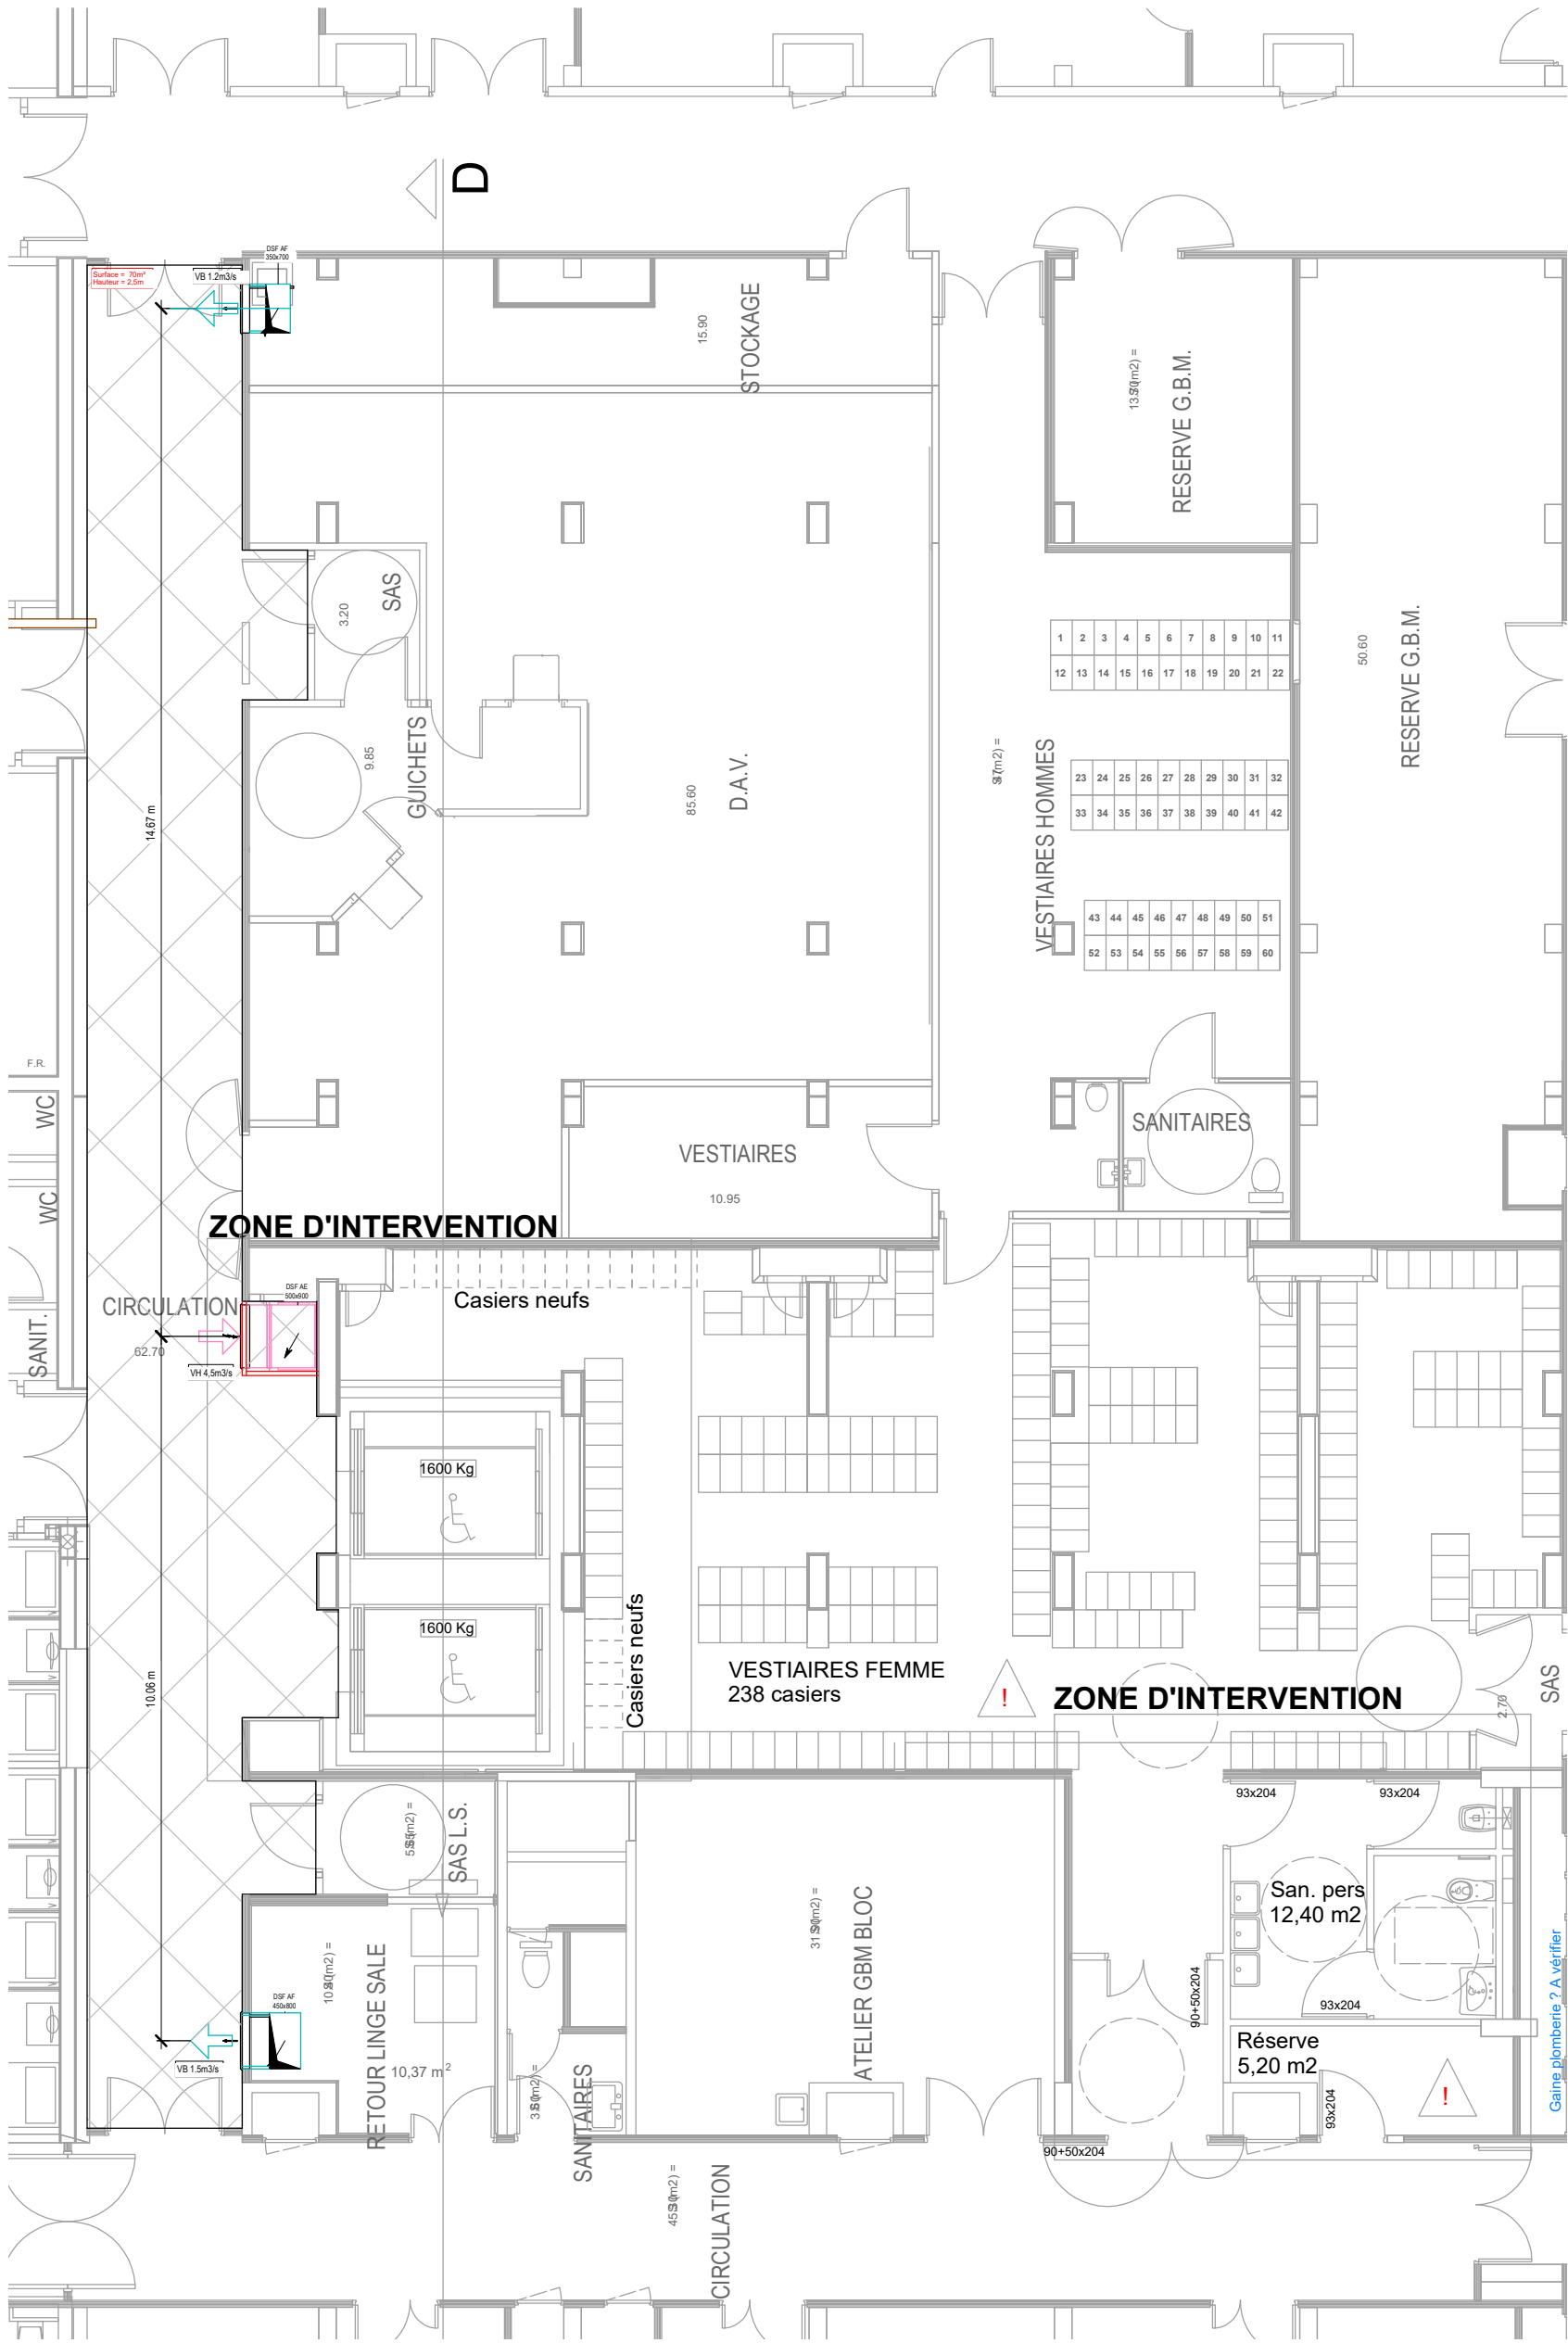 D
Surface = 70m²
Hauteur = 2,5m
VB 1.2m3/s
DSF AF
350x700
STOCKAGE
15.90
RESERVE G.B.M.
SAS
3.20
GUICHETS
9.85
D.A.V.
85.60
14.67 m
1 2 3 4 5 6 7 8 9 10 11
12 13 14 15 16 17 18 19 20 21 22
23 24 25 26 27 28 29 30 31 32
33 34 35 36 37 38 39 40 41 42
43 44 45 46 47 48 49 50 51
52 53 54 55 56 57 58 59 60
VESTIAIRES HOMMES
RESERVE G.B.M.
50.60
F.R.
WC
WC
SANIT.
VESTIAIRES
10.95
SANITAIRES
ZONE D'INTERVENTION
CIRCULATION
62.70
DSF AE
500x900
VH 4,5m3/s
Casiers neufs
1600 Kg
1600 Kg
Casiers neufs
10.06 m
VESTIAIRES FEMME
238 casiers
!
ZONE D'INTERVENTION
2.70
SAS
SAS L.S.
93x204
93x204
San. pers
12,40 m2
93x204
90+50x204
Réserve
5,20 m2
93x204
!
90+50x204
Gaine plomberie ? A vérifier
RETOUR LINGE SALE
10,37 m²
DSF AF
450x800
VB 1.5m3/s
SANITAIRES
ATELIER GBM BLOC
CIRCULATION